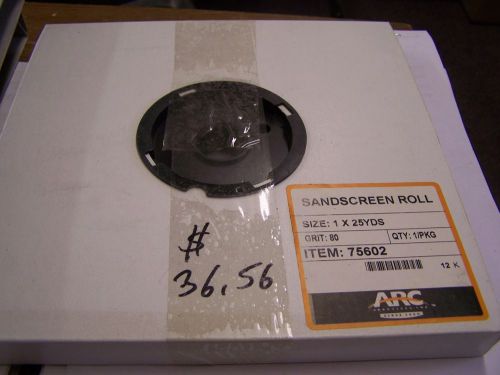 SANDSCREEN ROLL
SIZE: 1 X 25YDS
GRIT: 80 QTY: 1/PKG
ITEM: 75602
12 K
ARC
$
36.56